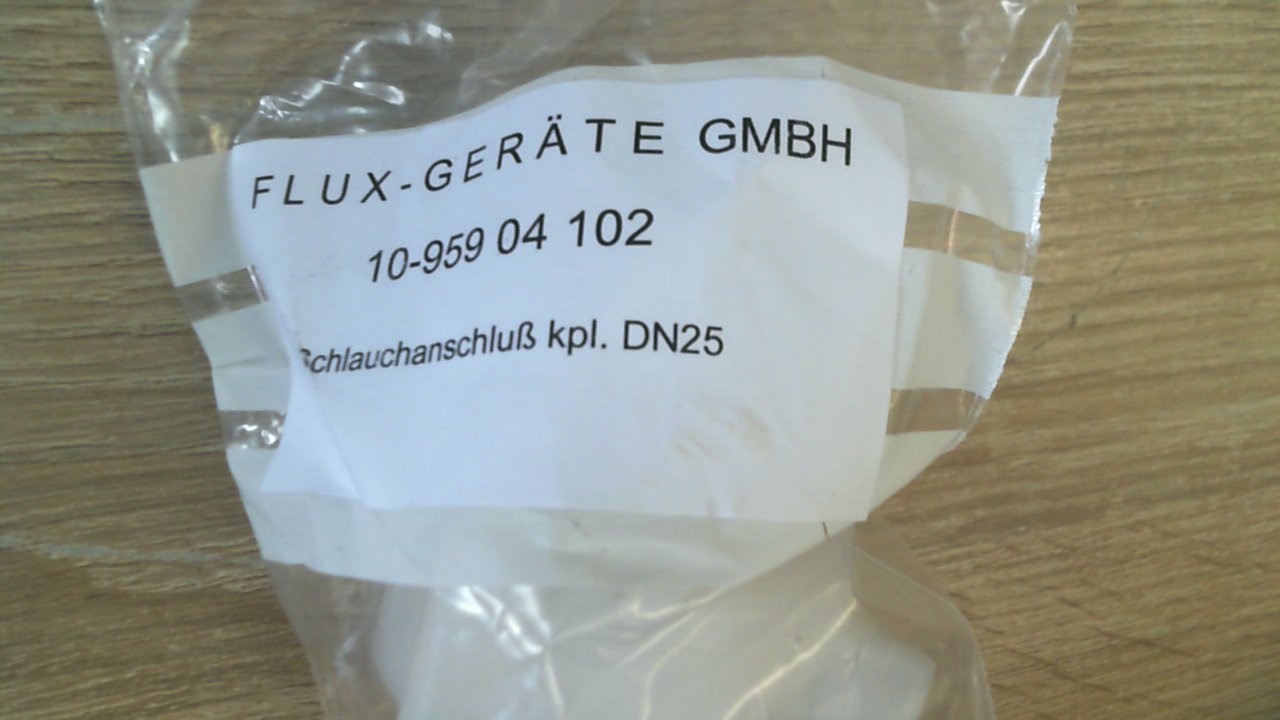 FLUX-GERÄTE GMBH
10-959 04 102
Schlauchanschluß kpl. DN25